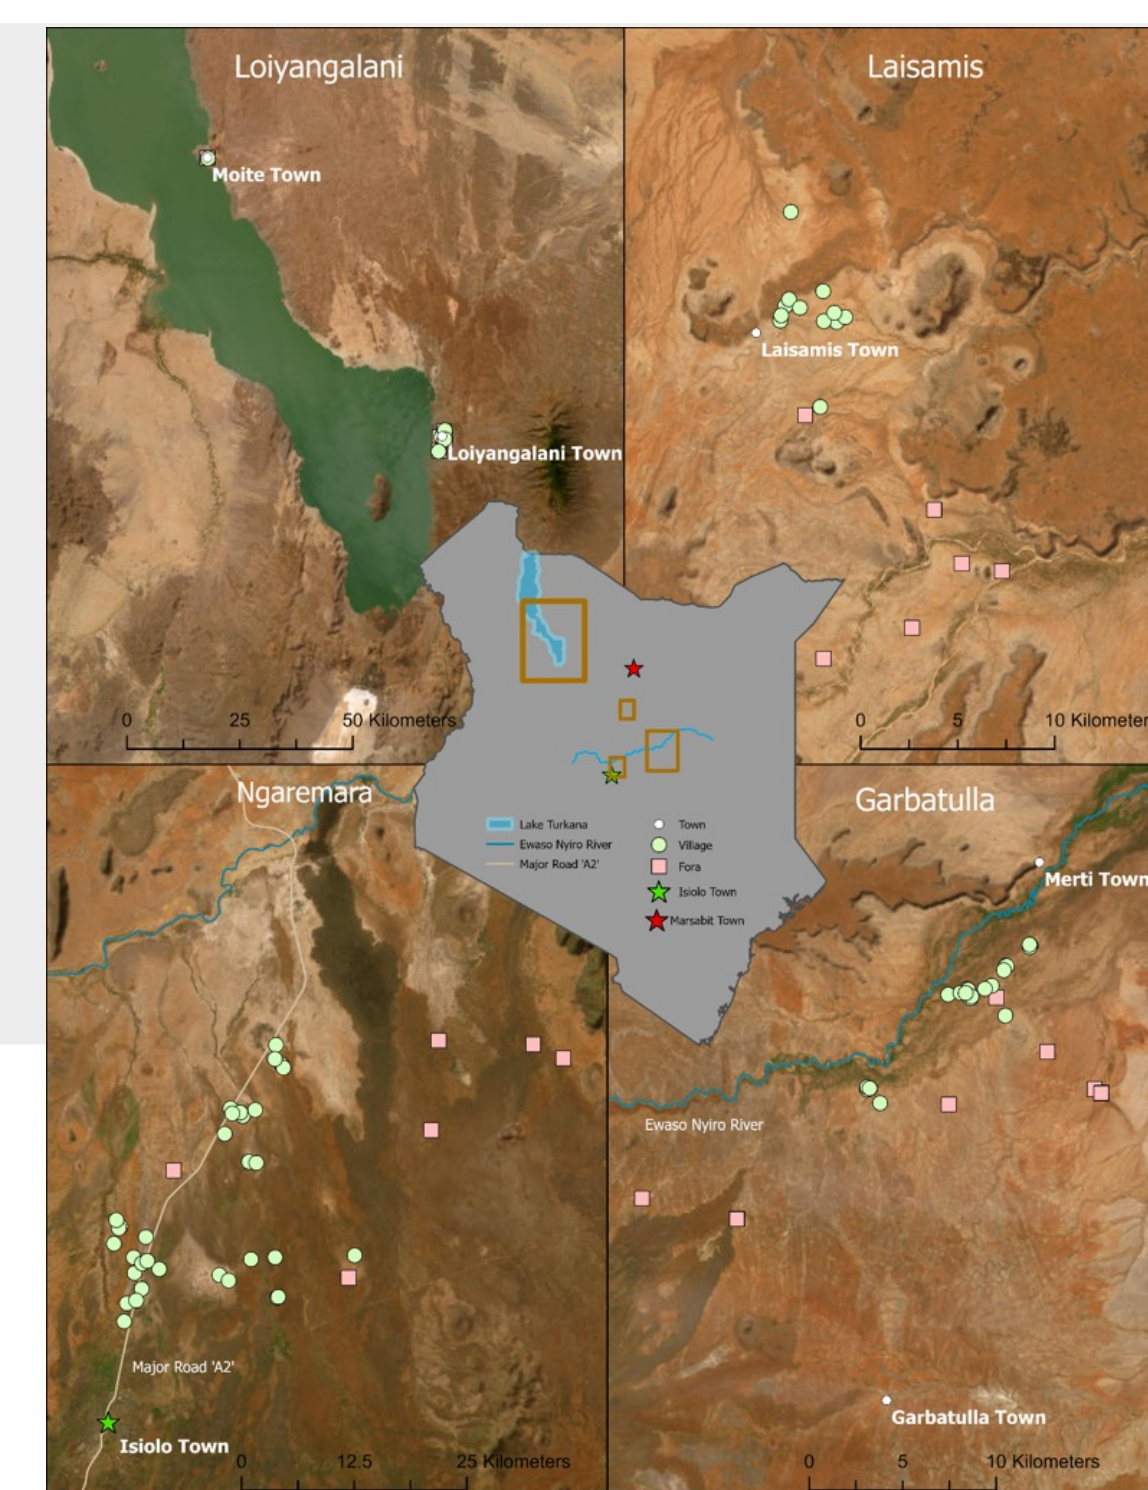 Loiyangalani
Moite Town
Loiyangalani Town
0 25 50 Kilometers
Laisamis
Laisamis Town
0 5 10 Kilometer
Lake Turkana
Ewaso Nyiro River
Major Road 'A2'
Town
Village
Fora
Isiolo Town
Marsabit Town
Ngaremara
Major Road 'A2'
Isiolo Town
0 12.5 25 Kilometers
Garbatulla
Merti Town
Ewaso Nyiro River
Garbatulla Town
0 5 10 Kilometers